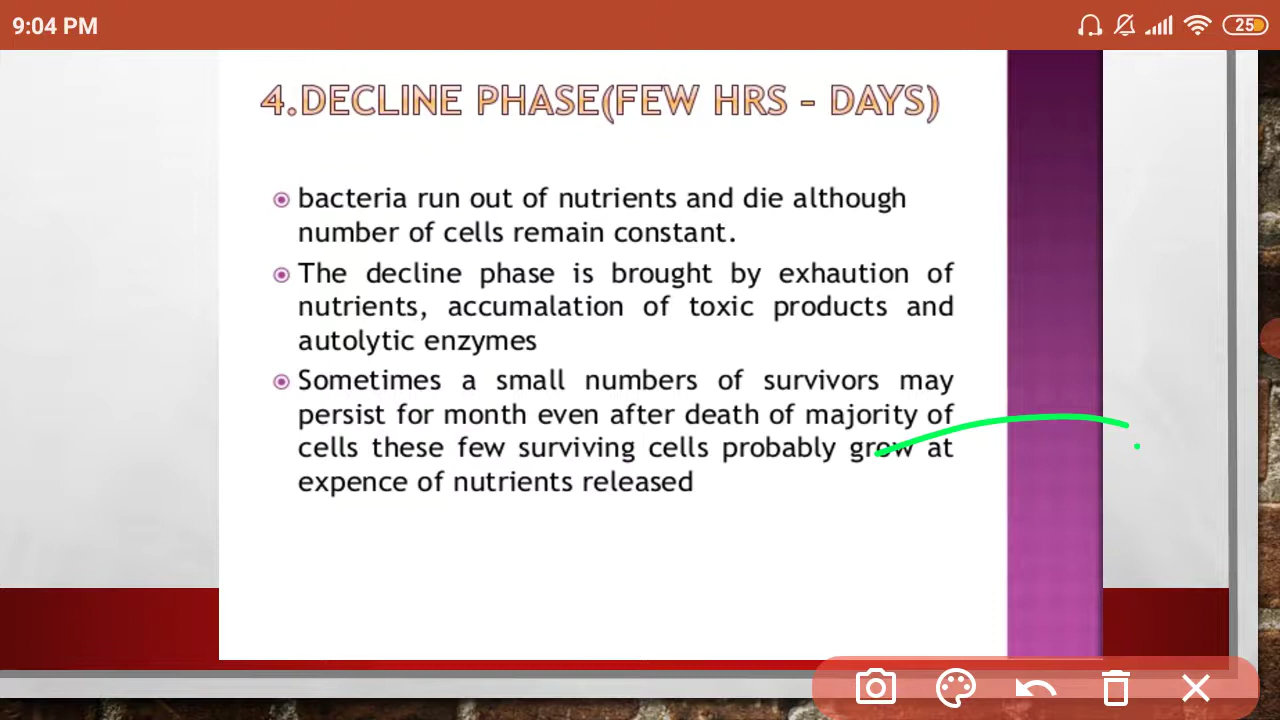 9:04 PM
25
4.DECLINE PHASE(FEW HRS – DAYS)
bacteria run out of nutrients and die although
number of cells remain constant.
The decline phase is brought by exhaution of
nutrients, accumalation of toxic products and
autolytic enzymes
Sometimes a small numbers of survivors may
persist for month even after death of majority of
cells these few surviving cells probably grow at
expence of nutrients released